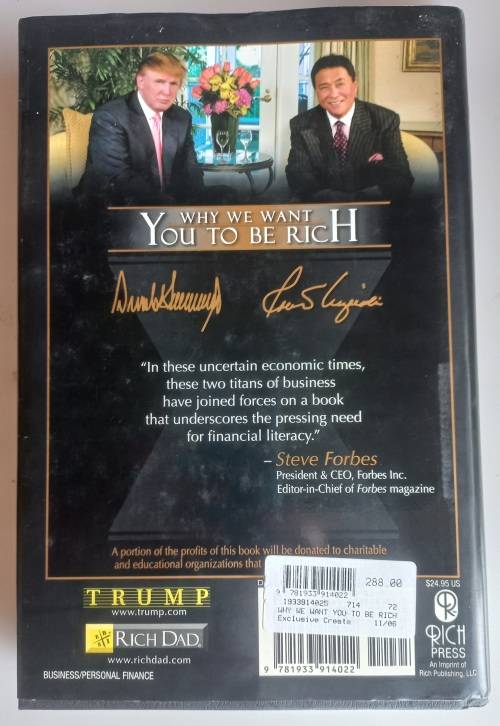 WHY WE WANT
YOU TO BE RICH
“In these uncertain economic times,
these two titans of business
have joined forces on a book
that underscores the pressing need
for financial literacy.”
– Steve Forbes
President & CEO, Forbes Inc.
Editor-in-Chief of Forbes magazine
A portion of the profits of this book will be donated to charitable
and educational organizations that
TRUMP
www.trump.com
RICH DAD
www.richdad.com
BUSINESS/PERSONAL FINANCE
288.00
9 781933 914022
1933914025 714 72
WHY WE WANT YOU TO BE RICH
Exclusive Create 11/06
9 781933 914022
$24.95 US
RICH
PRESS
An Imprint of
Rich Publishing, LLC